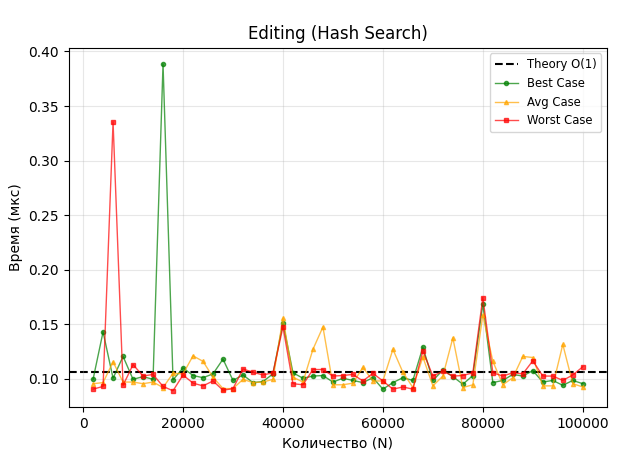 Editing (Hash Search)
Время (мкс)
0.40
0.35
0.30
0.25
0.20
0.15
0.10
Theory O(1)
Best Case
Avg Case
Worst Case
0 20000 40000 60000 80000 100000
Количество (N)